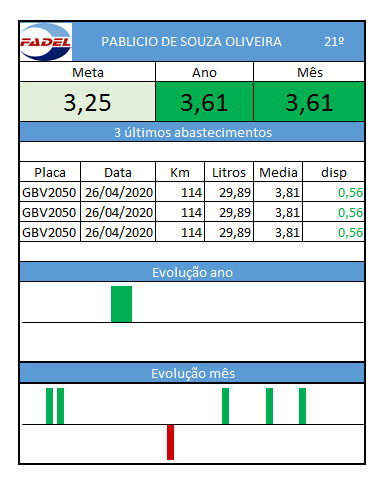 FADEL PABLICIO DE SOUZA OLIVEIRA 21º
Meta Ano Mês
3,25 3,61 3,61
3 últimos abastecimentos
Placa Data Km Litros Media disp
GBV2050 26/04/2020 114 29,89 3,81 0,56
GBV2050 26/04/2020 114 29,89 3,81 0,56
GBV2050 26/04/2020 114 29,89 3,81 0,56
Evolução ano
Evolução mês